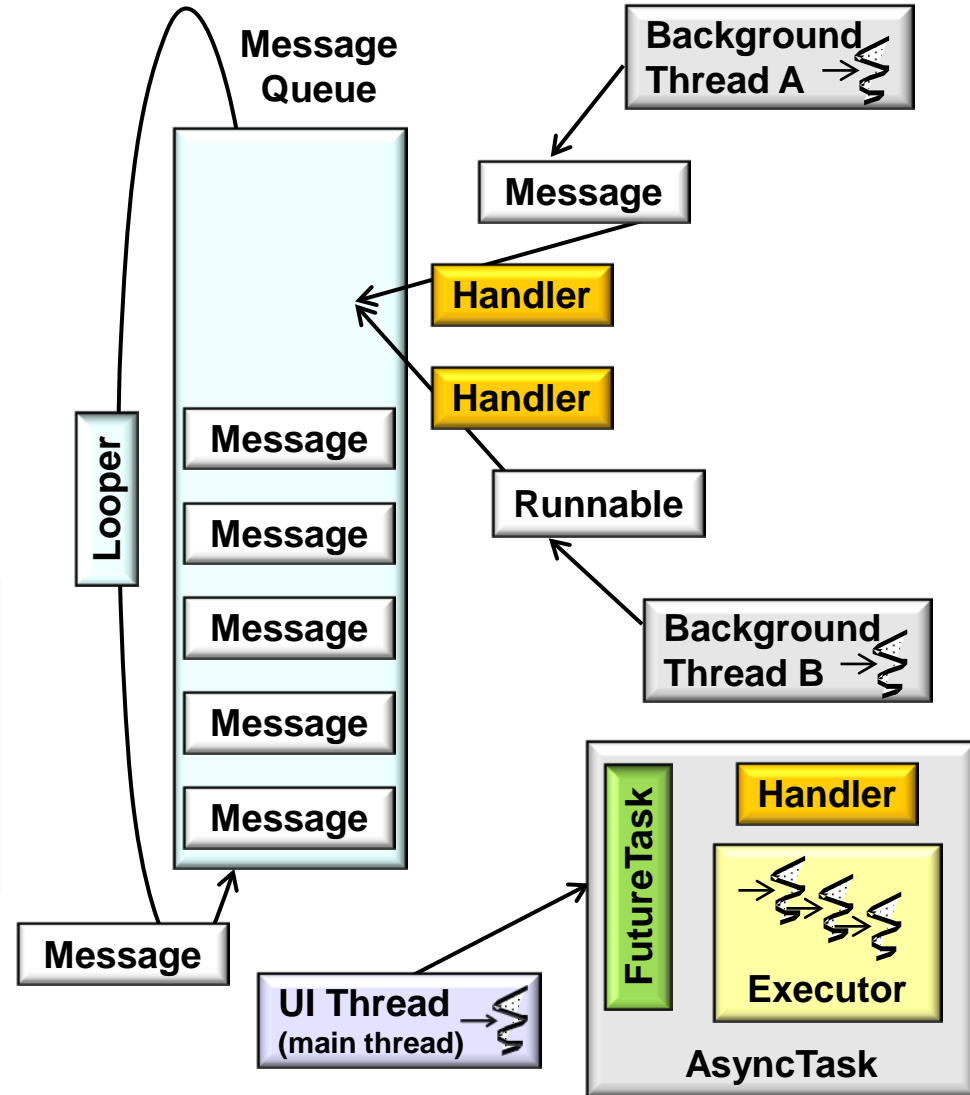 Message
Queue
Background
Thread A
Message
Handler
Handler
Message
Looper
Runnable
Message
Message
Background
Thread B
Message
Message
FutureTask
Handler
Message
UI Thread
(main thread)
Executor
AsyncTask